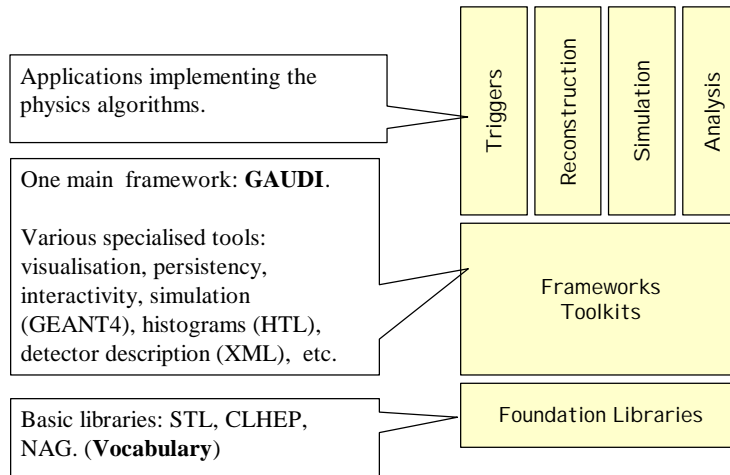 Applications implementing the
physics algorithms.
Triggers
Reconstruction
Simulation
Analysis
One main framework: GAUDI.
Various specialised tools:
visualisation, persistency,
interactivity, simulation
(GEANT4), histograms (HTL),
detector description (XML), etc.
Frameworks
Toolkits
Basic libraries: STL, CLHEP,
NAG. (Vocabulary)
Foundation Libraries